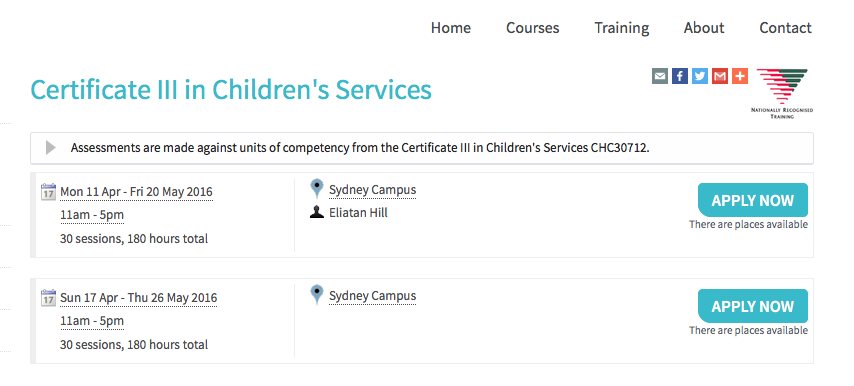 Home Courses Training About Contact
Certificate III in Children's Services
NATIONALLY RECOGNISED
TRAINING
Assessments are made against units of competency from the Certificate III in Children's Services CHC30712.
17 Mon 11 Apr - Fri 20 May 2016
11am - 5pm
30 sessions, 180 hours total
Sydney Campus
Eliatan Hill
APPLY NOW
There are places available
17 Sun 17 Apr - Thu 26 May 2016
11am - 5pm
30 sessions, 180 hours total
Sydney Campus
APPLY NOW
There are places available